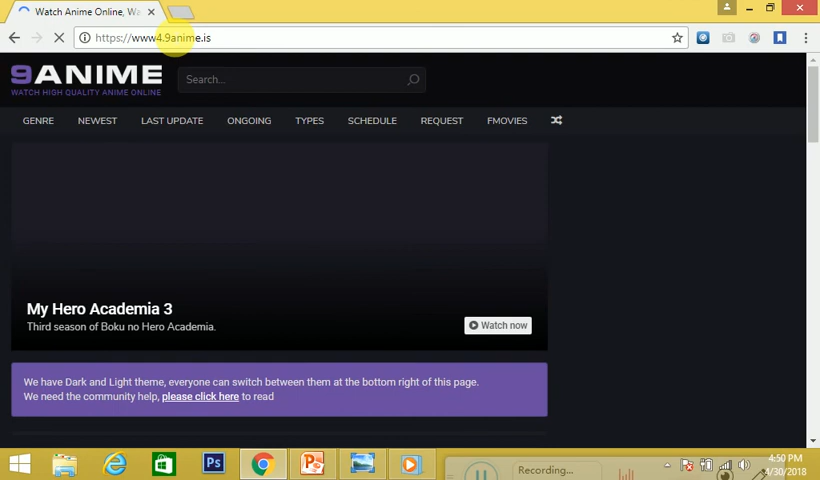 Watch Anime Online, Wa
https://www4.9anime.is
9ANIME
WATCH HIGH QUALITY ANIME ONLINE
Search...
GENRE NEWEST LAST UPDATE ONGOING TYPES SCHEDULE REQUEST FMOVIES
My Hero Academia 3
Third season of Boku no Hero Academia.
Watch now
We have Dark and Light theme, everyone can switch between them at the bottom right of this page.
We need the community help, please click here to read
Ps
Recording...
4:50 PM
4/30/2018